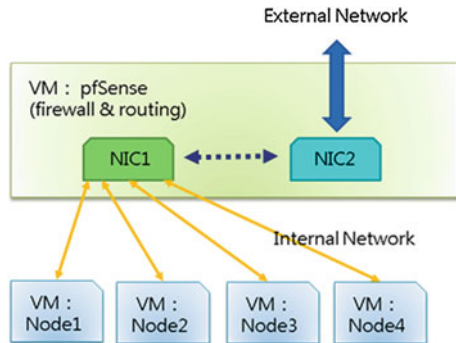 External Network
VM : pfSense
(firewall & routing)
NIC1
NIC2
Internal Network
VM :
Node1
VM :
Node2
VM :
Node3
VM :
Node4